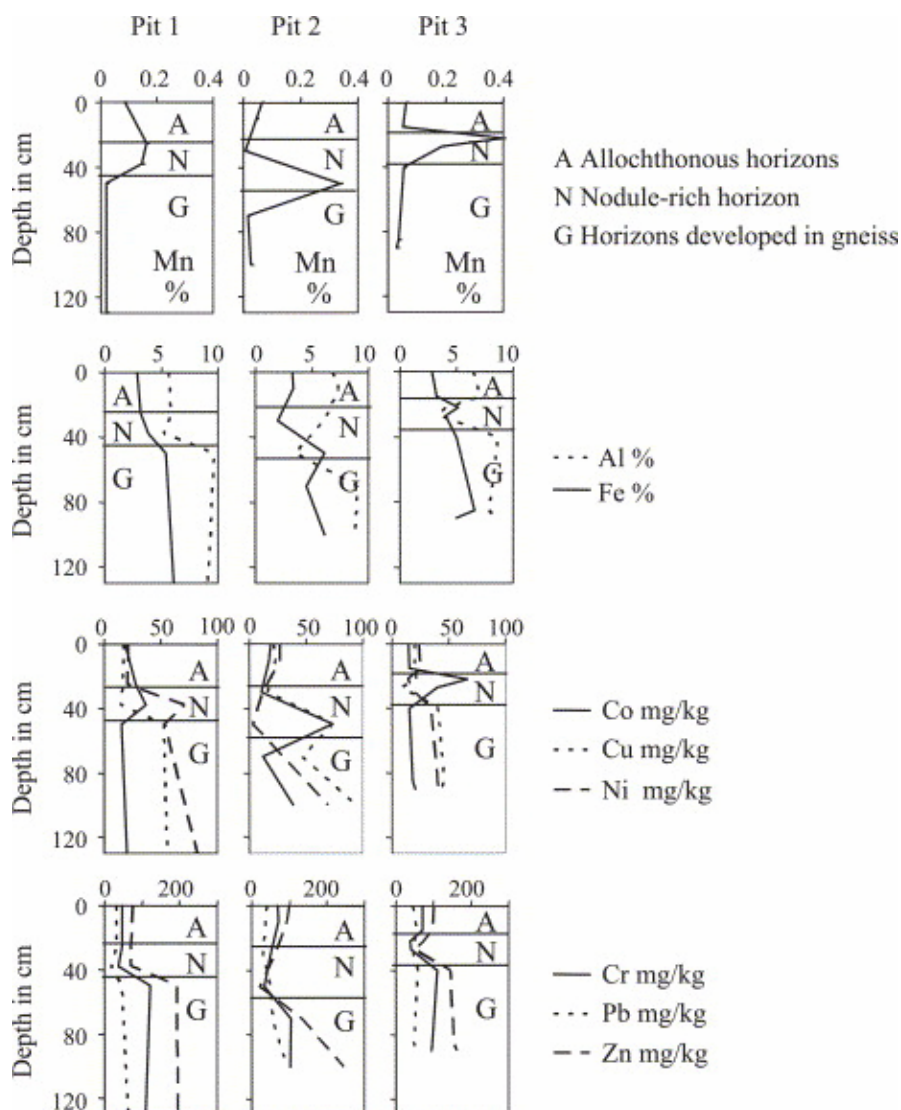 Pit 1 Pit 2 Pit 3
0 0.2 0.4 0 0.2 0.4 0 0.2 0.4
0
40
80
120
Depth in cm
A A A
N N N
G G G
Mn Mn Mn
% % %
A Allochthonous horizons
N Nodule-rich horizon
G Horizons developed in gneiss
0 5 10 0 5 10 0 5 10
0
40
80
120
Depth in cm
A A A
N N N
G G G
Al %
Fe %
0 50 100 0 50 100 0 50 100
0
40
80
120
Depth in cm
A A A
N N N
G G G
Co mg/kg
Cu mg/kg
Ni mg/kg
0 200 0 200 0 200
0
40
80
120
Depth in cm
A A A
N N N
G G G
Cr mg/kg
Pb mg/kg
Zn mg/kg